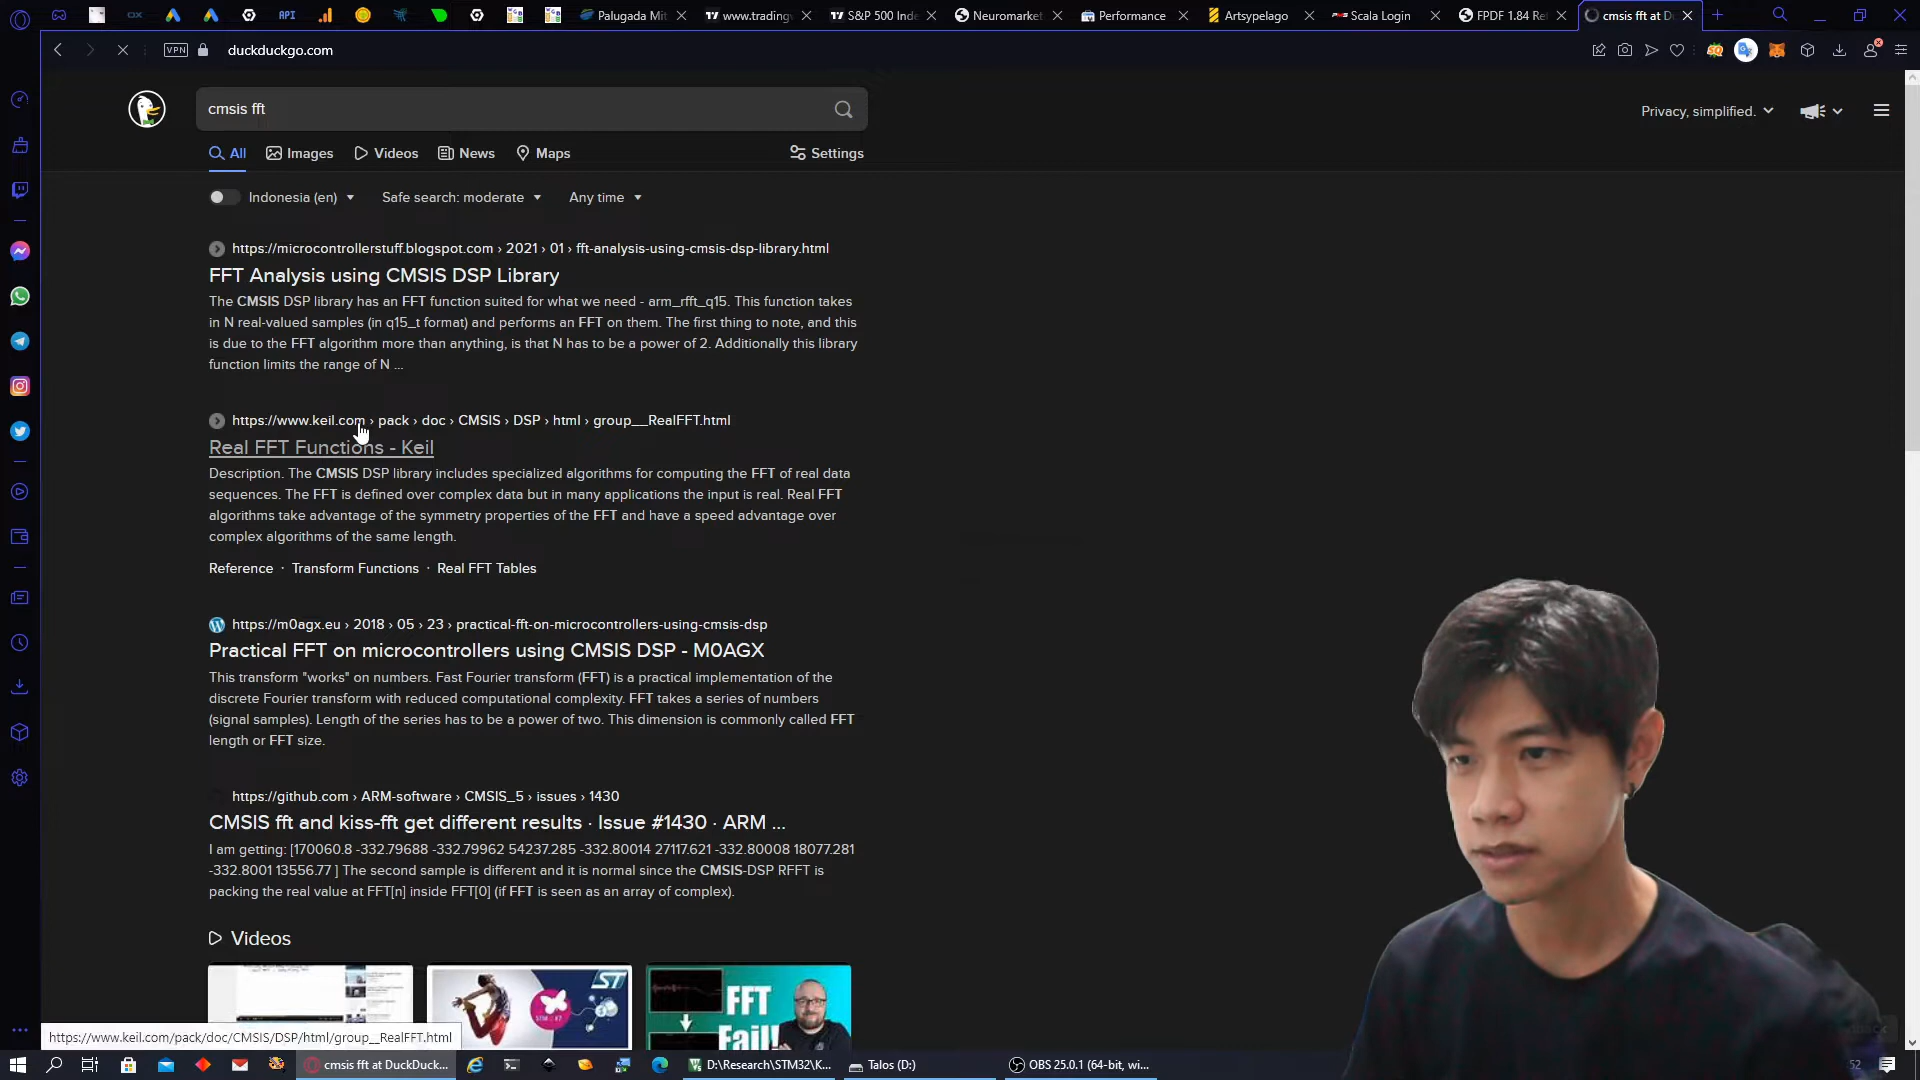 API
Palugada Mit
www.trading
S&P 500 Inde
Neuromarket
Performance
Artsypelago
Scala Login
FPDF 1.84 Re
cmsis fft at D
VPN
duckduckgo.com
cmsis fft
Privacy, simplified.
All
Images
Videos
News
Maps
Settings
Indonesia (en)
Safe search: moderate
Any time
https://microcontrollerstuff.blogspot.com › 2021 › 01 › fft-analysis-using-cmsis-dsp-library.html
FFT Analysis using CMSIS DSP Library
The CMSIS DSP library has an FFT function suited for what we need - arm_rfft_q15. This function takes
in N real-valued samples (in q15_t format) and performs an FFT on them. The first thing to note, and this
is due to the FFT algorithm more than anything, is that N has to be a power of 2. Additionally this library
function limits the range of N ...
https://www.keil.com › pack › doc › CMSIS › DSP › html › group__RealFFT.html
Real FFT Functions - Keil
Description. The CMSIS DSP library includes specialized algorithms for computing the FFT of real data
sequences. The FFT is defined over complex data but in many applications the input is real. Real FFT
algorithms take advantage of the symmetry properties of the FFT and have a speed advantage over
complex algorithms of the same length.
Reference · Transform Functions · Real FFT Tables
https://m0agx.eu › 2018 › 05 › 23 › practical-fft-on-microcontrollers-using-cmsis-dsp
Practical FFT on microcontrollers using CMSIS DSP - M0AGX
This transform "works" on numbers. Fast Fourier transform (FFT) is a practical implementation of the
discrete Fourier transform with reduced computational complexity. FFT takes a series of numbers
(signal samples). Length of the series has to be a power of two. This dimension is commonly called FFT
length or FFT size.
https://github.com › ARM-software › CMSIS_5 › issues › 1430
CMSIS fft and kiss-fft get different results · Issue #1430 · ARM ...
I am getting: [170060.8 -332.79688 -332.79962 54237.285 -332.80014 27117.621 -332.80008 18077.281
-332.8001 13556.77 ] The second sample is different and it is normal since the CMSIS-DSP RFFT is
packing the real value at FFT[n] inside FFT[0] (if FFT is seen as an array of complex).
Videos
ST
FFT
Fail!
https://www.keil.com/pack/doc/CMSIS/DSP/html/group__RealFFT.html
cmsis fft at DuckDuck...
D:\Research\STM32\K...
Talos (D:)
OBS 25.0.1 (64-bit, wi...
52